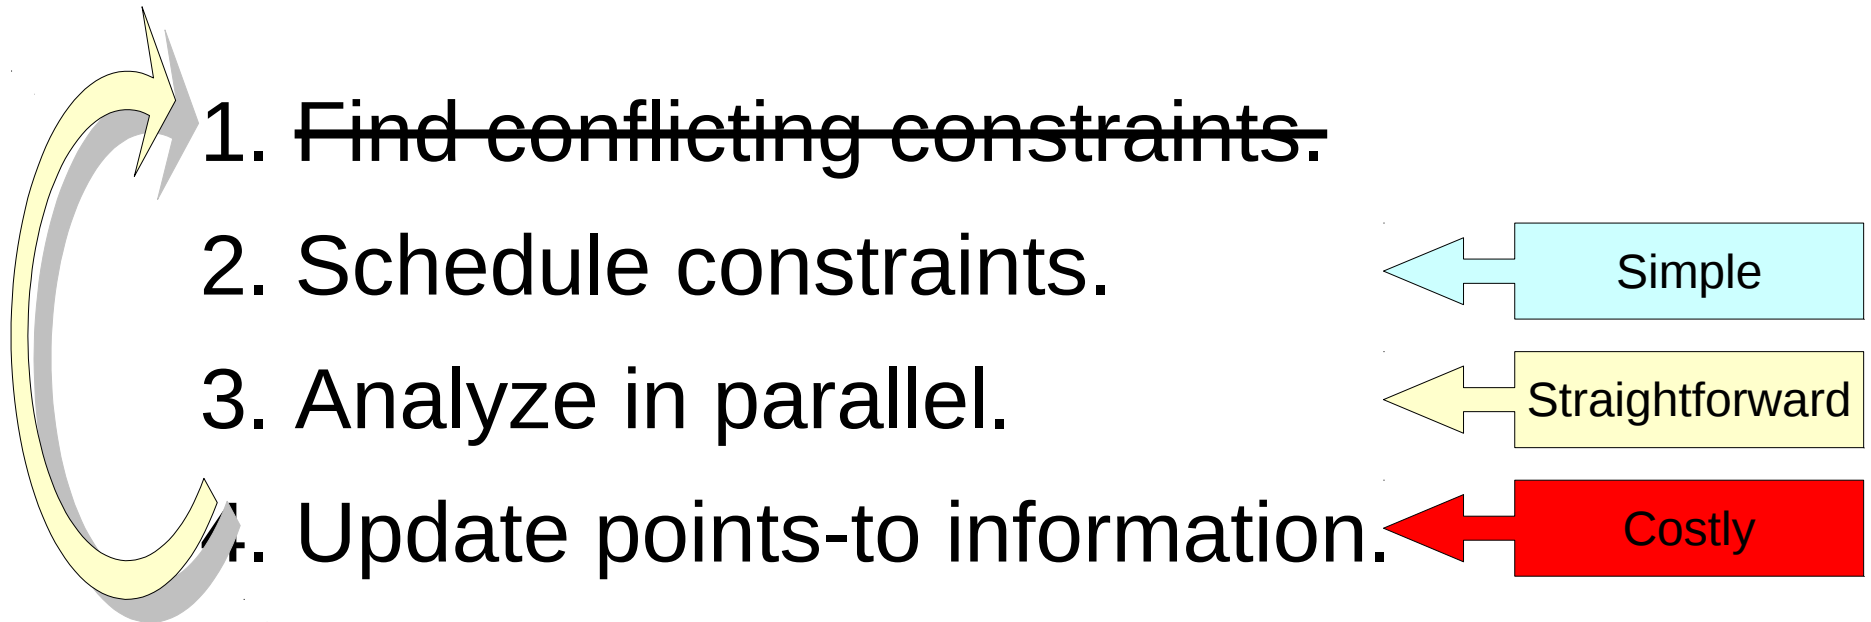 1. Find conflicting constraints.
2. Schedule constraints.
Simple
3. Analyze in parallel.
Straightforward
4. Update points-to information.
Costly